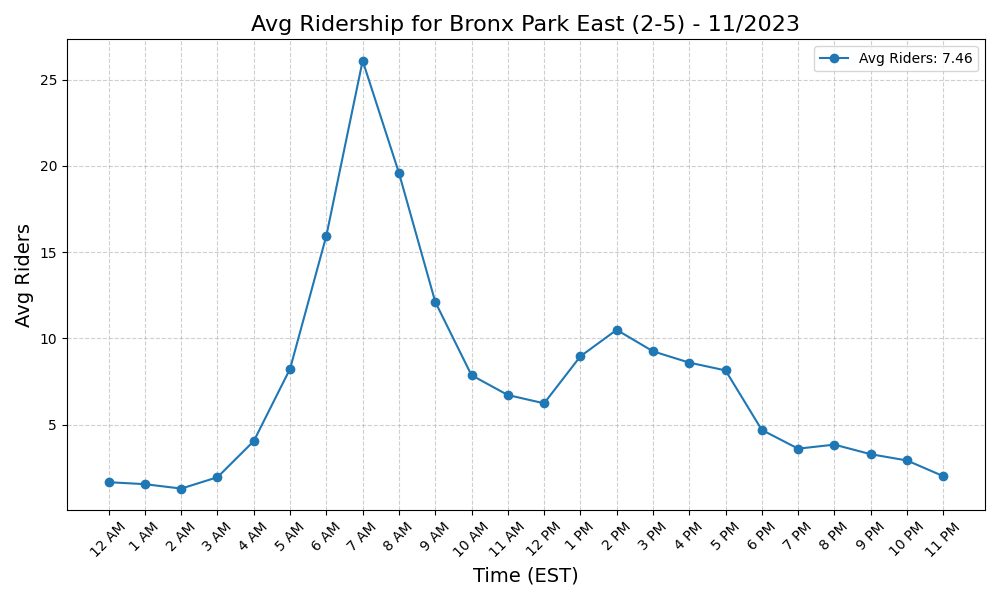 Avg Ridership for Bronx Park East (2-5) - 11/2023
Avg Riders: 7.46
Avg Riders
25
20
15
10
5
12 AM
1 AM
2 AM
3 AM
4 AM
5 AM
6 AM
7 AM
8 AM
9 AM
10 AM
11 AM
12 PM
1 PM
2 PM
3 PM
4 PM
5 PM
6 PM
7 PM
8 PM
9 PM
10 PM
11 PM
Time (EST)